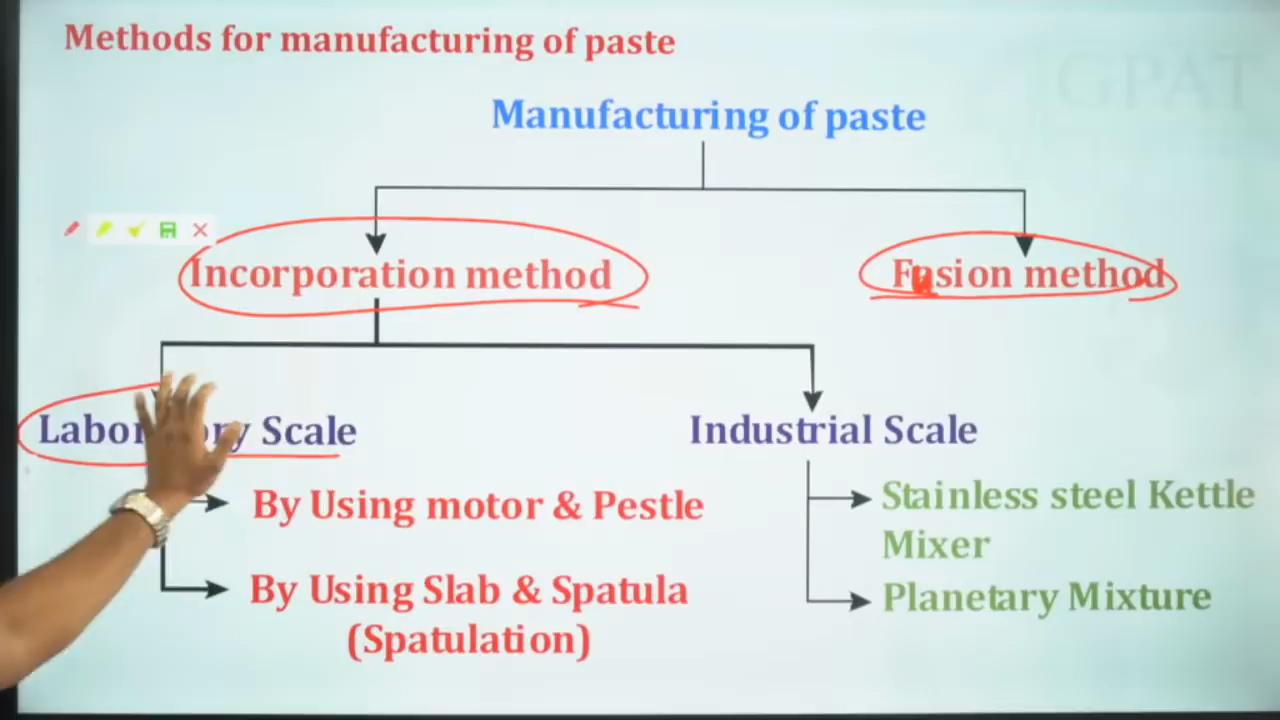 Methods for manufacturing of paste
GPAT
Manufacturing of paste
Incorporation method
Fusion method
Scale
Industrial Scale
By Using motor & Pestle
Stainless steel Kettle
Mixer
By Using Slab & Spatula
(Spatulation)
Planetary Mixture